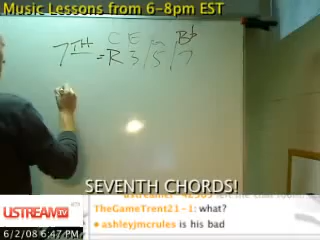 Music Lessons from 6-8pm EST
C E G Bb
7TH = R 3 5 7
SEVENTH CHORDS!
TheGameTrent21-1: what?
ashleyjmcrules is his bad
USTREAM TV
6/2/08 6:47 PM